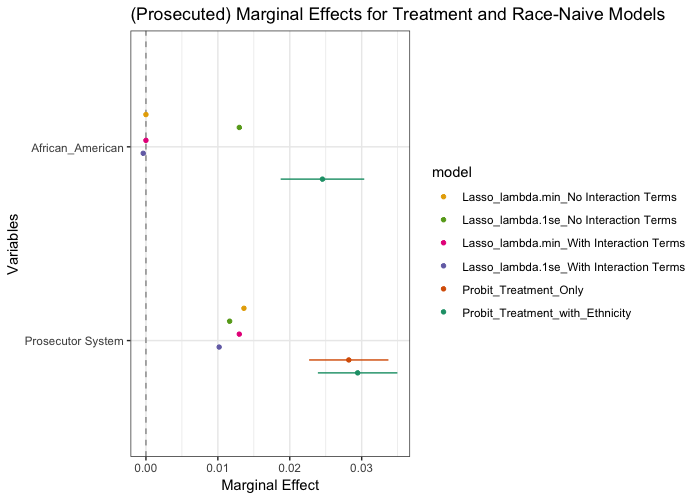 (Prosecuted) Marginal Effects for Treatment and Race-Naive Models
African_American
Prosecutor System
Variables
0.00
0.01
0.02
0.03
Marginal Effect
model
Lasso_lambda.min_No Interaction Terms
Lasso_lambda.1se_No Interaction Terms
Lasso_lambda.min_With Interaction Terms
Lasso_lambda.1se_With Interaction Terms
Probit_Treatment_Only
Probit_Treatment_with_Ethnicity